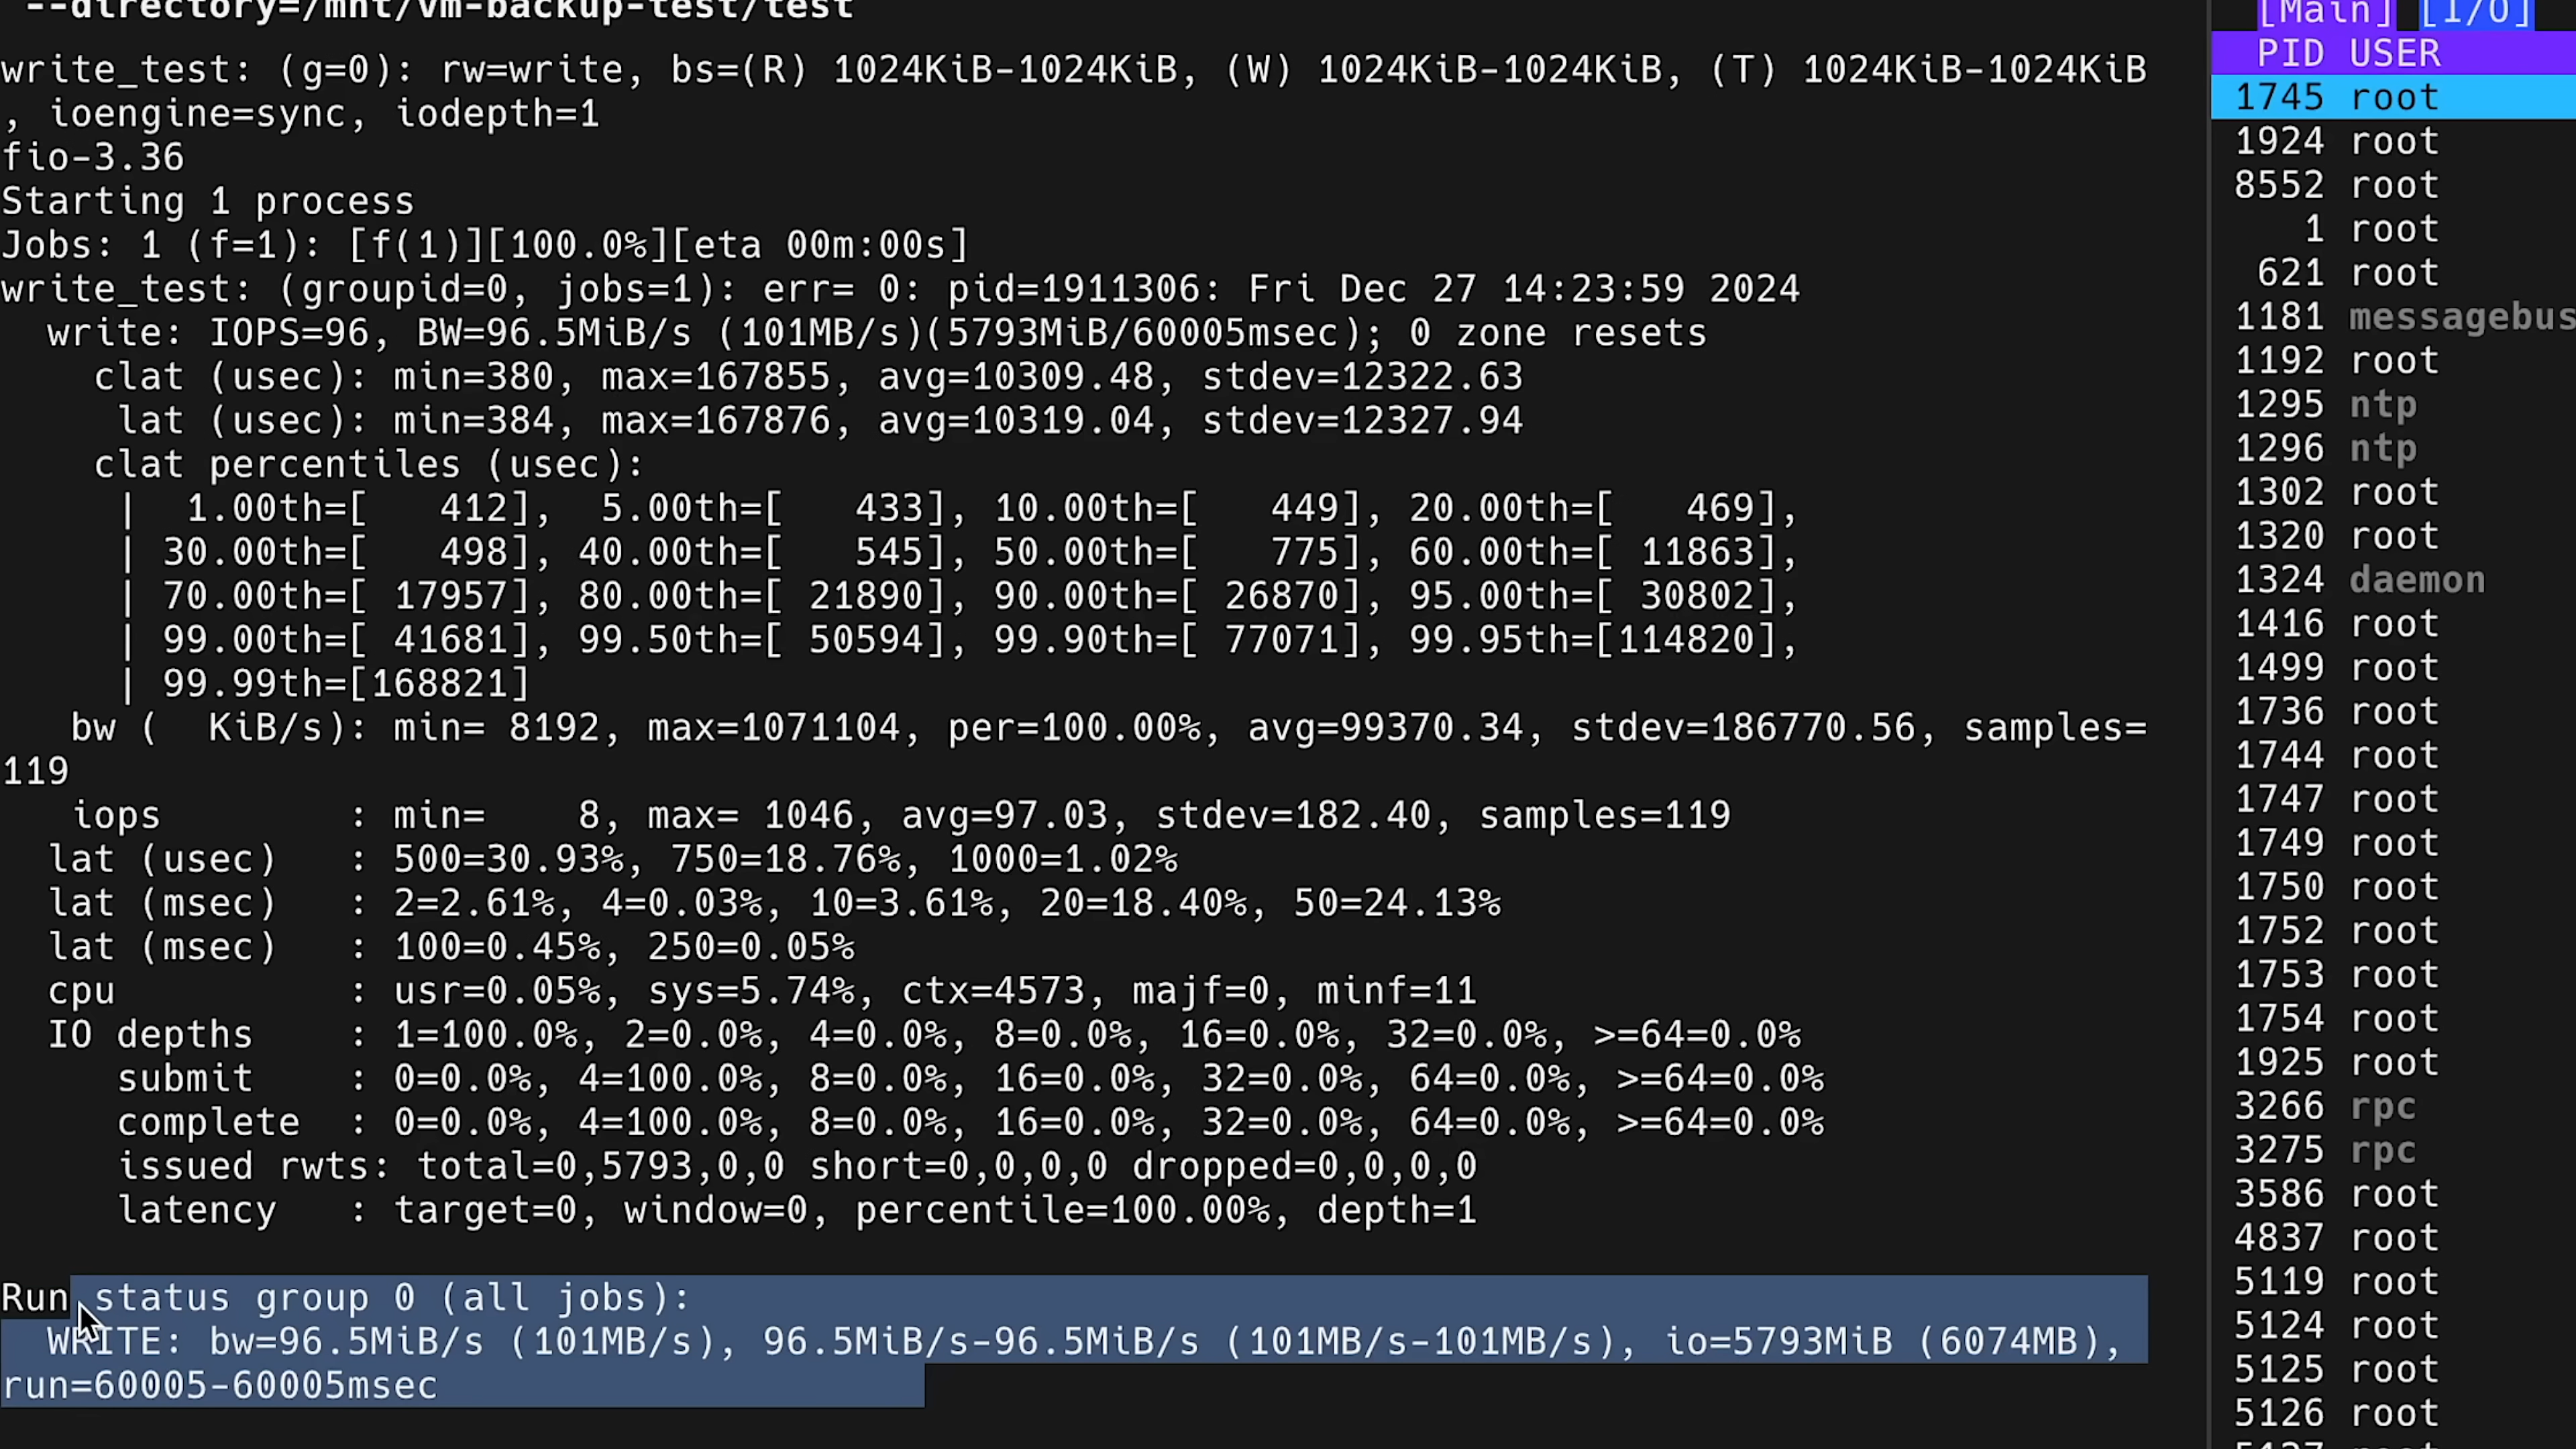 --directory=/mnt/vm-backup-test/test
write_test: (g=0): rw=write, bs=(R) 1024KiB-1024KiB, (W) 1024KiB-1024KiB, (T) 1024KiB-1024KiB
, ioengine=sync, iodepth=1
fio-3.36
Starting 1 process
Jobs: 1 (f=1): [f(1)][100.0%][eta 00m:00s]
write_test: (groupid=0, jobs=1): err= 0: pid=1911306: Fri Dec 27 14:23:59 2024
  write: IOPS=96, BW=96.5MiB/s (101MB/s)(5793MiB/60005msec); 0 zone resets
    clat (usec): min=380, max=167855, avg=10309.48, stdev=12322.63
     lat (usec): min=384, max=167876, avg=10319.04, stdev=12327.94
    clat percentiles (usec):
     |  1.00th=[   412],  5.00th=[   433], 10.00th=[   449], 20.00th=[   469],
     | 30.00th=[   498], 40.00th=[   545], 50.00th=[   775], 60.00th=[ 11863],
     | 70.00th=[ 17957], 80.00th=[ 21890], 90.00th=[ 26870], 95.00th=[ 30802],
     | 99.00th=[ 41681], 99.50th=[ 50594], 99.90th=[ 77071], 99.95th=[114820],
     | 99.99th=[168821]
   bw (  KiB/s): min= 8192, max=1071104, per=100.00%, avg=99370.34, stdev=186770.56, samples=
119
   iops        : min=    8, max= 1046, avg=97.03, stdev=182.40, samples=119
  lat (usec)   : 500=30.93%, 750=18.76%, 1000=1.02%
  lat (msec)   : 2=2.61%, 4=0.03%, 10=3.61%, 20=18.40%, 50=24.13%
  lat (msec)   : 100=0.45%, 250=0.05%
  cpu          : usr=0.05%, sys=5.74%, ctx=4573, majf=0, minf=11
  IO depths    : 1=100.0%, 2=0.0%, 4=0.0%, 8=0.0%, 16=0.0%, 32=0.0%, >=64=0.0%
     submit    : 0=0.0%, 4=100.0%, 8=0.0%, 16=0.0%, 32=0.0%, 64=0.0%, >=64=0.0%
     complete  : 0=0.0%, 4=100.0%, 8=0.0%, 16=0.0%, 32=0.0%, 64=0.0%, >=64=0.0%
     issued rwts: total=0,5793,0,0 short=0,0,0,0 dropped=0,0,0,0
     latency   : target=0, window=0, percentile=100.00%, depth=1
Run status group 0 (all jobs):
  WRITE: bw=96.5MiB/s (101MB/s), 96.5MiB/s-96.5MiB/s (101MB/s-101MB/s), io=5793MiB (6074MB),
run=60005-60005msec
[Main] [I/O]
PID USER
1745 root
1924 root
8552 root
1 root
621 root
1181 messagebus
1192 root
1295 ntp
1296 ntp
1302 root
1320 root
1324 daemon
1416 root
1499 root
1736 root
1744 root
1747 root
1749 root
1750 root
1752 root
1753 root
1754 root
1925 root
3266 rpc
3275 rpc
3586 root
4837 root
5119 root
5124 root
5125 root
5126 root